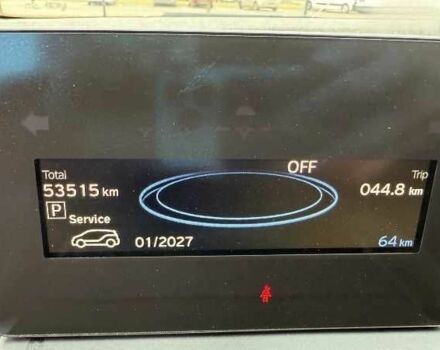 OFF
Total Trip
53515 km 044.8 km
P
Service
01/2027 64 km